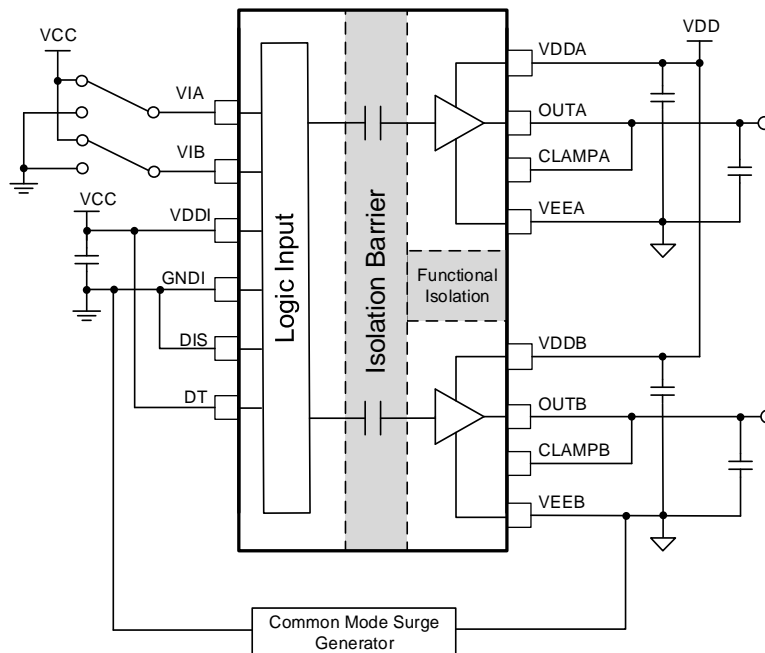 VCC
VIA
VIB
VCC
VDDI
GNDI
DIS
DT
Logic Input
Isolation Barrier
Functional
Isolation
VDDA
VDD
OUTA
CLAMPA
VEEA
VDDB
OUTB
CLAMPB
VEEB
Common Mode Surge
Generator